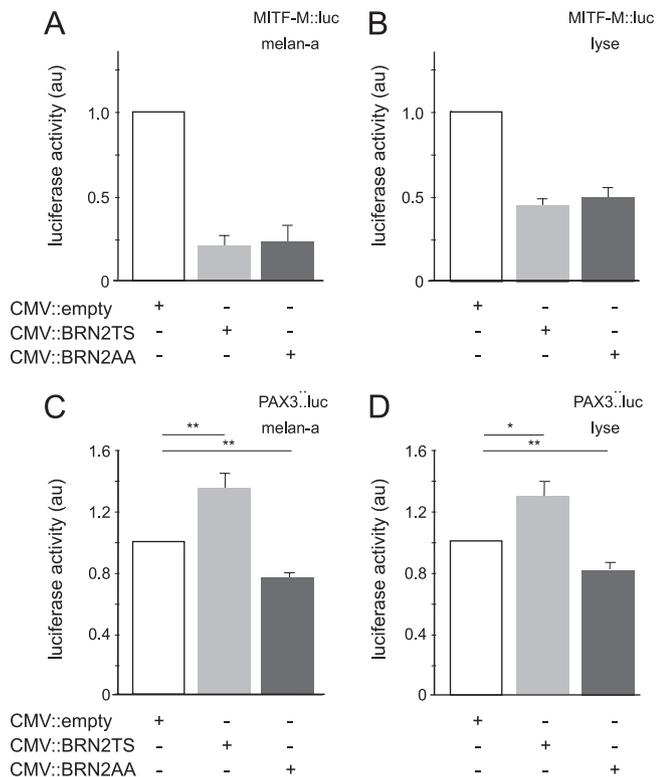 A
MITF-M::luc
melan-a
luciferase activity (au)
1.0
0.5
0
B
MITF-M::luc
lyse
luciferase activity (au)
1.0
0.5
0
CMV::empty + - - + - -
CMV::BRN2TS - + - - + -
CMV::BRN2AA - - + - - +
C
PAX3::luc
melan-a
luciferase activity (au)
1.6
1.2
0.8
0.4
0
**
**
D
PAX3::luc
lyse
luciferase activity (au)
1.6
1.2
0.8
0.4
0
*
**
CMV::empty + - - + - -
CMV::BRN2TS - + - - + -
CMV::BRN2AA - - + - - +